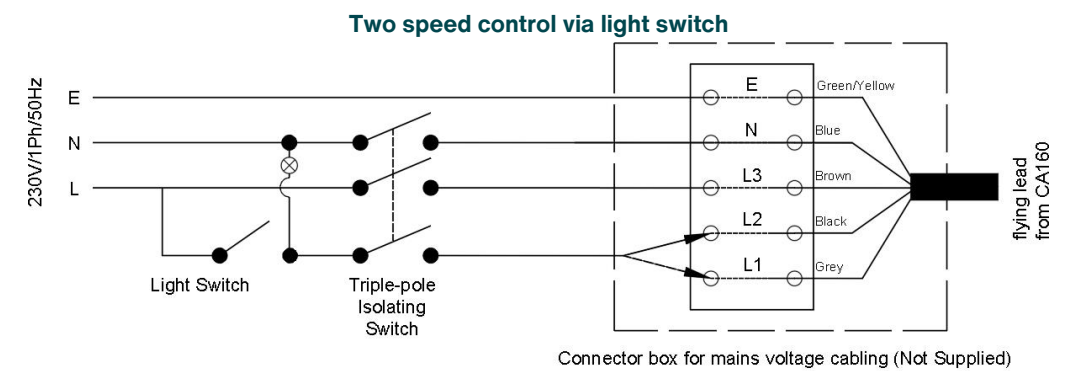 Two speed control via light switch
230V/1Ph/50Hz
E
N
L
E
N
L3
L2
L1
Green/Yellow
Blue
Brown
Black
Grey
flying lead
from CA160
Light Switch
Triple-pole
Isolating
Switch
Connector box for mains voltage cabling (Not Supplied)